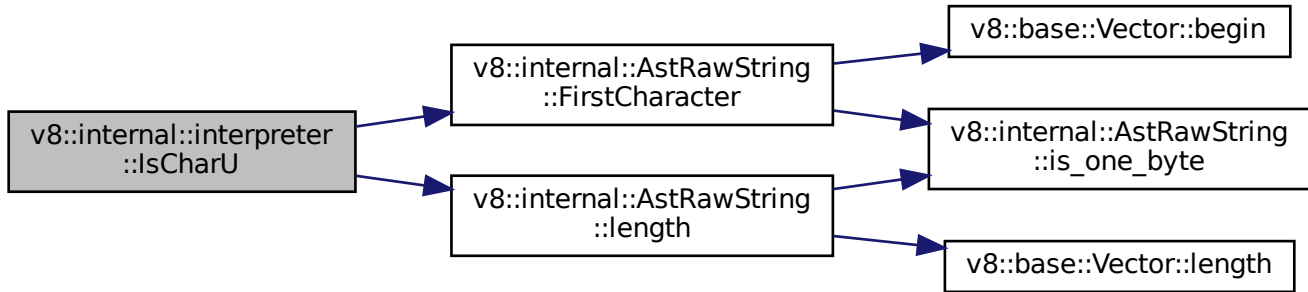 v8::internal::interpreter
::IsCharU
v8::internal::AstRawString
::FirstCharacter
v8::internal::AstRawString
::length
v8::base::Vector::begin
v8::internal::AstRawString
::is_one_byte
v8::base::Vector::length